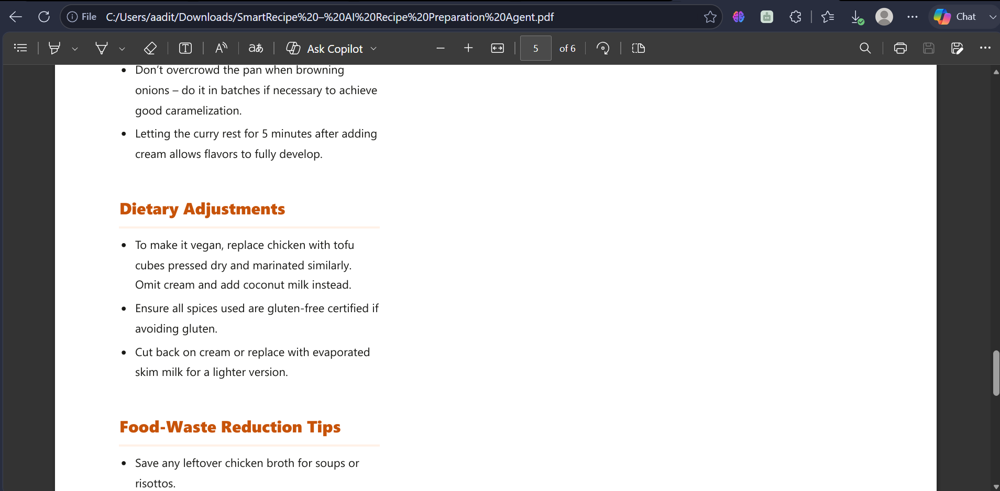 File C:/Users/aadit/Downloads/SmartRecipe%20–%20AI%20Recipe%20Preparation%20Agent.pdf Chat
T A aあ Ask Copilot 5 of 6
• Don’t overcrowd the pan when browning
onions – do it in batches if necessary to achieve
good caramelization.
• Letting the curry rest for 5 minutes after adding
cream allows flavors to fully develop.
Dietary Adjustments
• To make it vegan, replace chicken with tofu
cubes pressed dry and marinated similarly.
Omit cream and add coconut milk instead.
• Ensure all spices used are gluten-free certified if
avoiding gluten.
• Cut back on cream or replace with evaporated
skim milk for a lighter version.
Food-Waste Reduction Tips
• Save any leftover chicken broth for soups or
risottos.